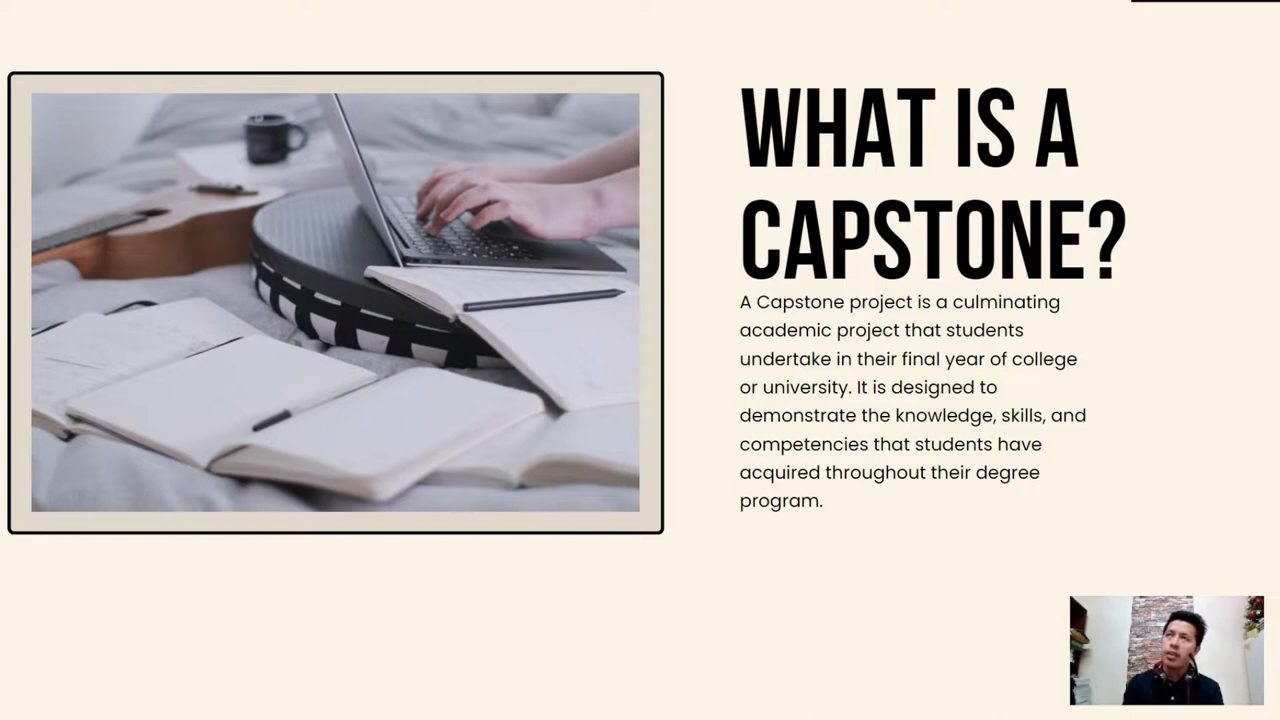 WHAT IS A
CAPSTONE?
A Capstone project is a culminating
academic project that students
undertake in their final year of college
or university. It is designed to
demonstrate the knowledge, skills, and
competencies that students have
acquired throughout their degree
program.